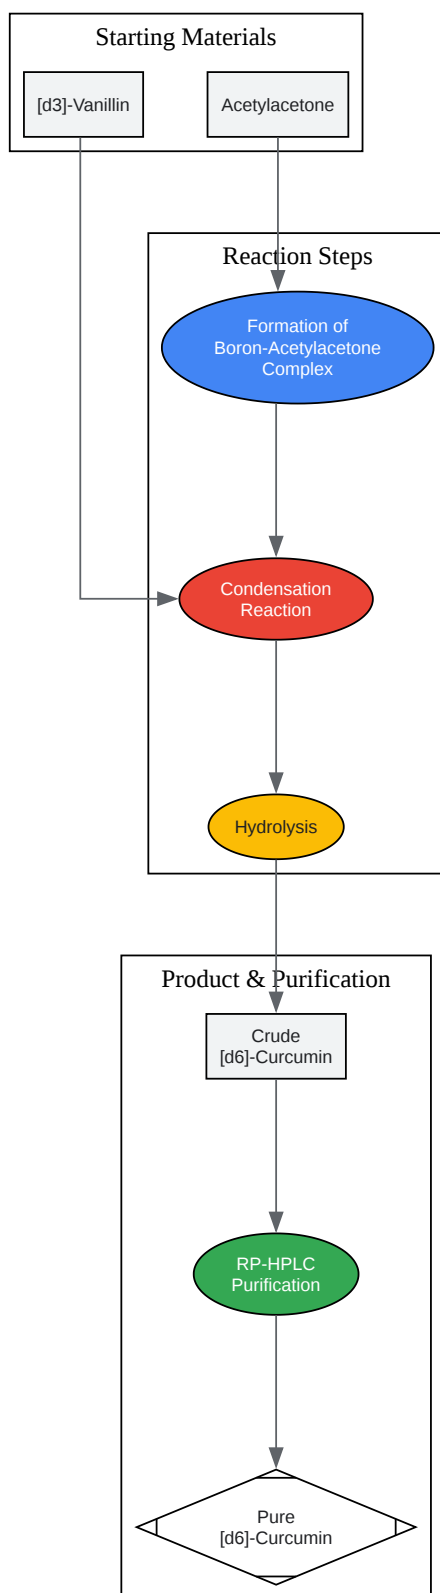 Starting Materials
[d3]-Vanillin
Acetylacetone
Reaction Steps
Formation of
Boron-Acetylacetone
Complex
Condensation
Reaction
Hydrolysis
Product & Purification
Crude
[d6]-Curcumin
RP-HPLC
Purification
Pure
[d6]-Curcumin